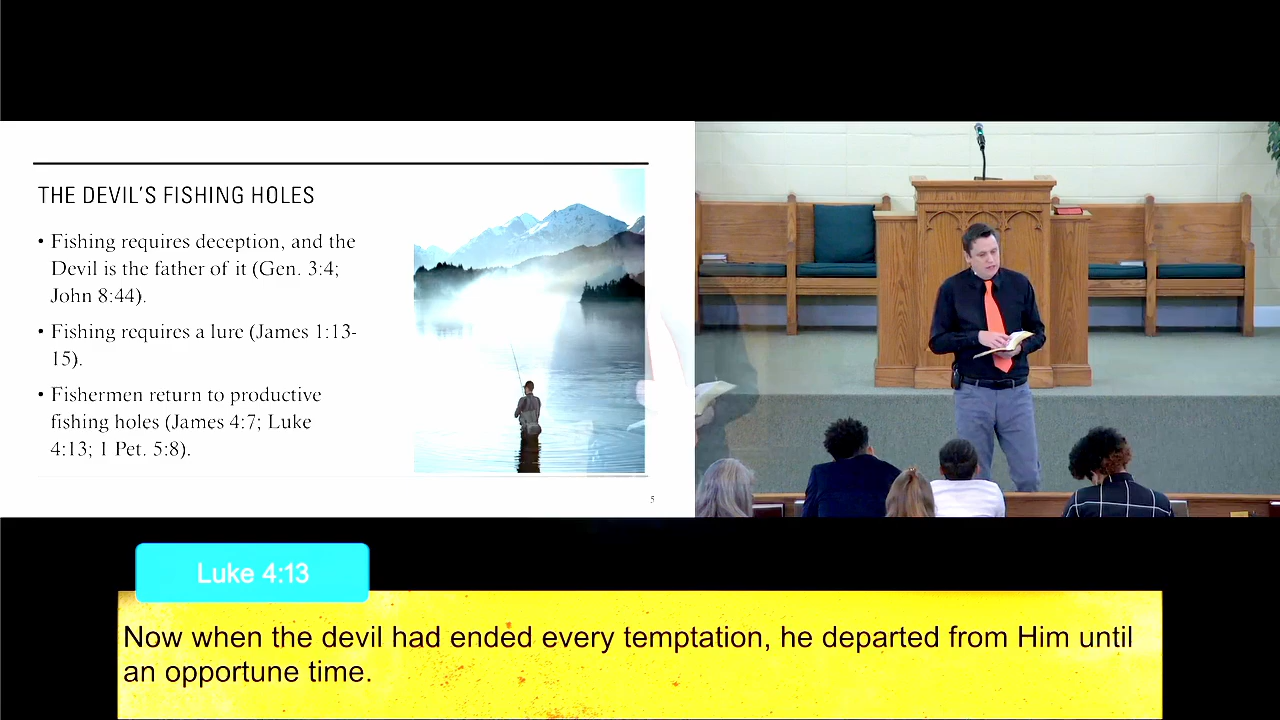 THE DEVIL'S FISHING HOLES
• Fishing requires deception, and the
Devil is the father of it (Gen. 3:4;
John 8:44).
• Fishing requires a lure (James 1:13-
15).
• Fishermen return to productive
fishing holes (James 4:7; Luke
4:13; 1 Pet. 5:8).
5
Luke 4:13
Now when the devil had ended every temptation, he departed from Him until
an opportune time.